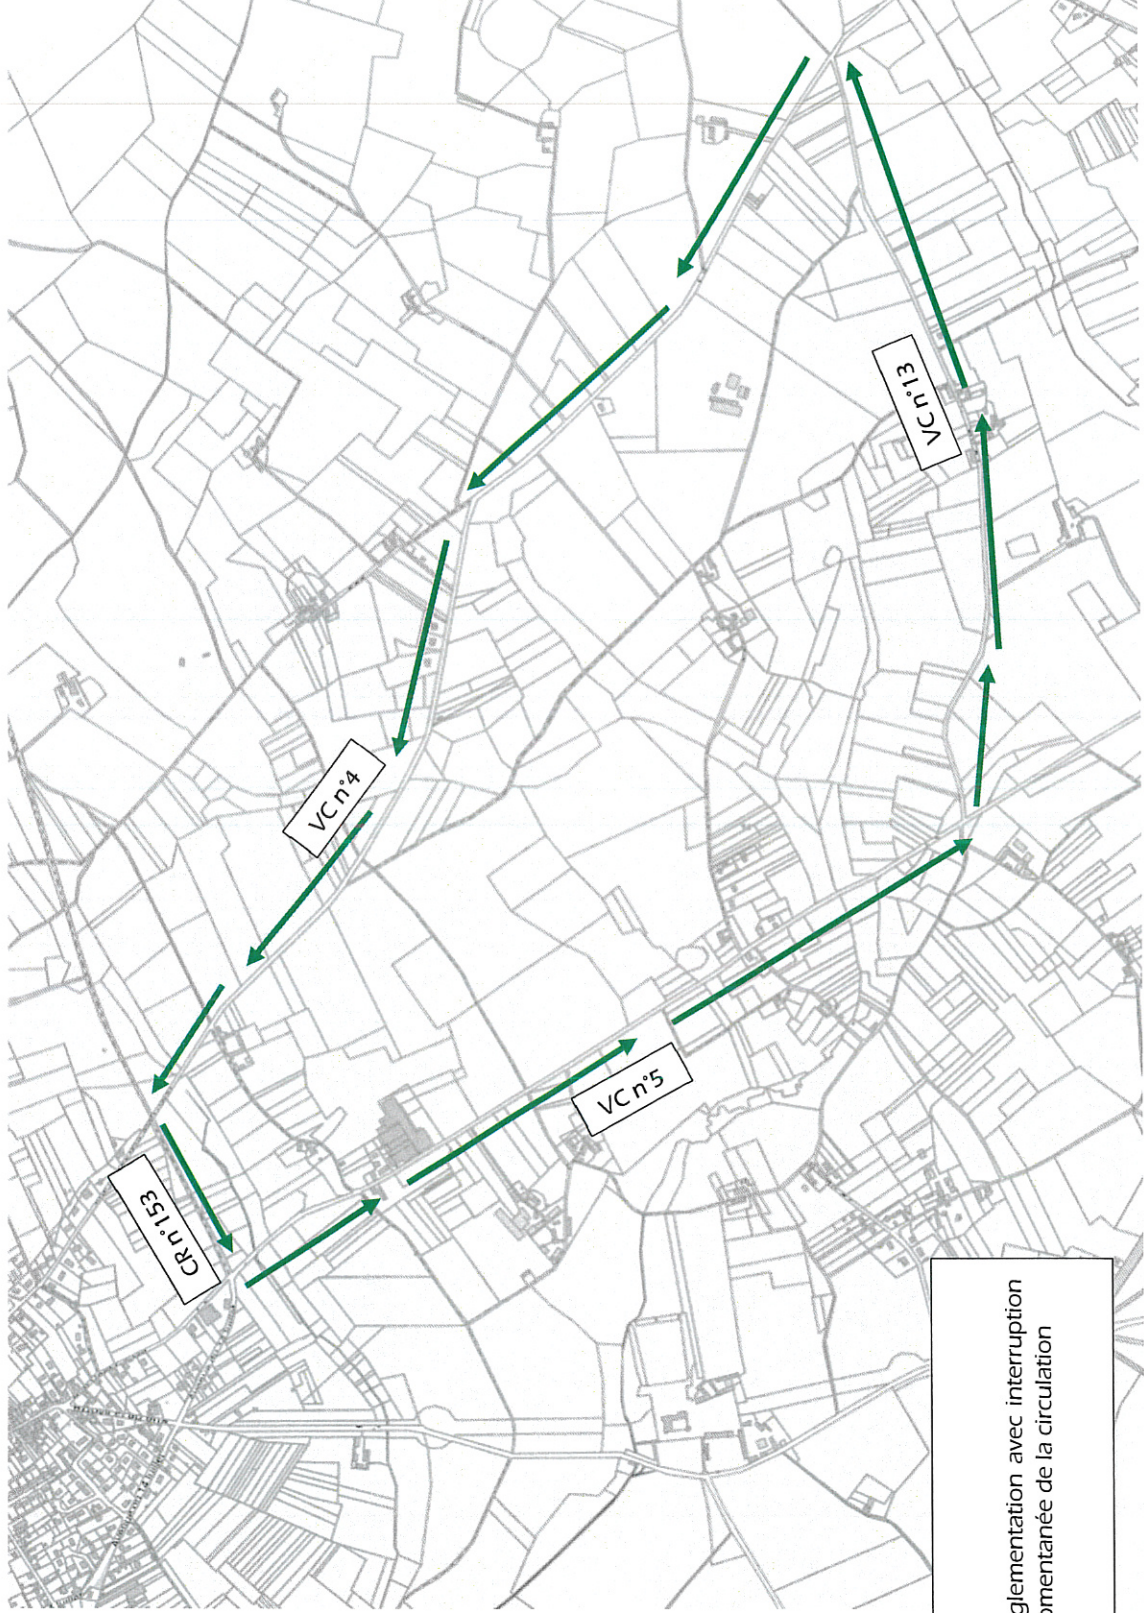 VC n°4
VC n°13
CR n°153
VC n°5
glementation avec interruption
omentanée de la circulation